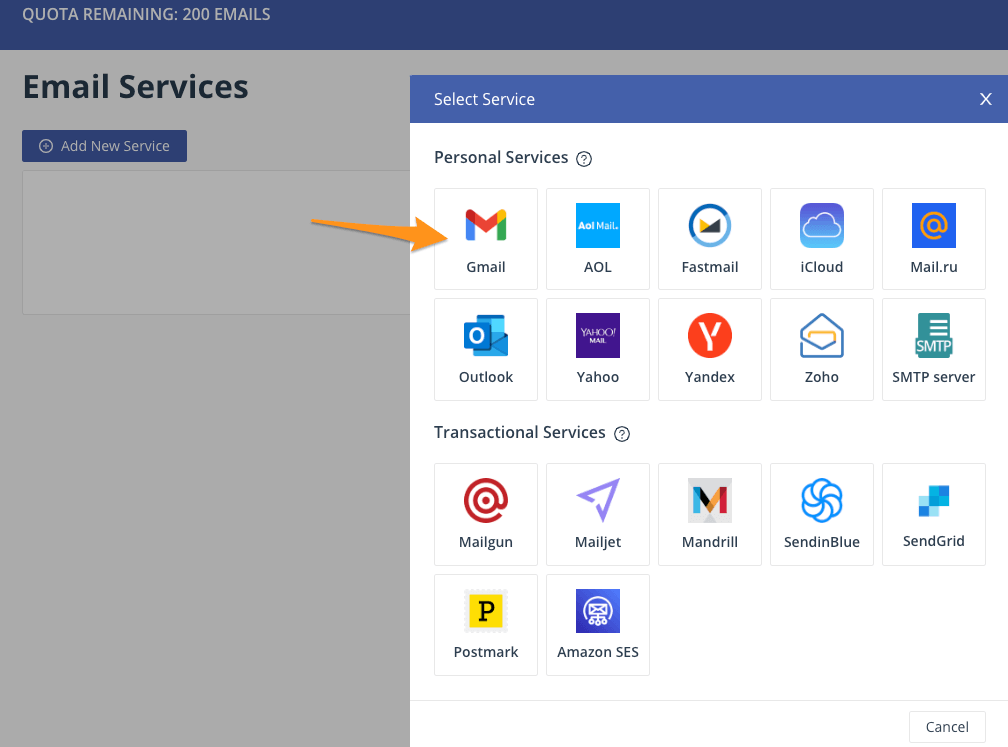 QUOTA REMAINING: 200 EMAILS
Email Services
Add New Service
Select Service
X
Personal Services ?
Aol Mail.
@
Gmail AOL Fastmail iCloud Mail.ru
O YAHOO! MAIL Y SMTP
Outlook Yahoo Yandex Zoho SMTP server
Transactional Services ?
Mailgun Mailjet Mandrill SendinBlue SendGrid
P
Postmark Amazon SES
Cancel